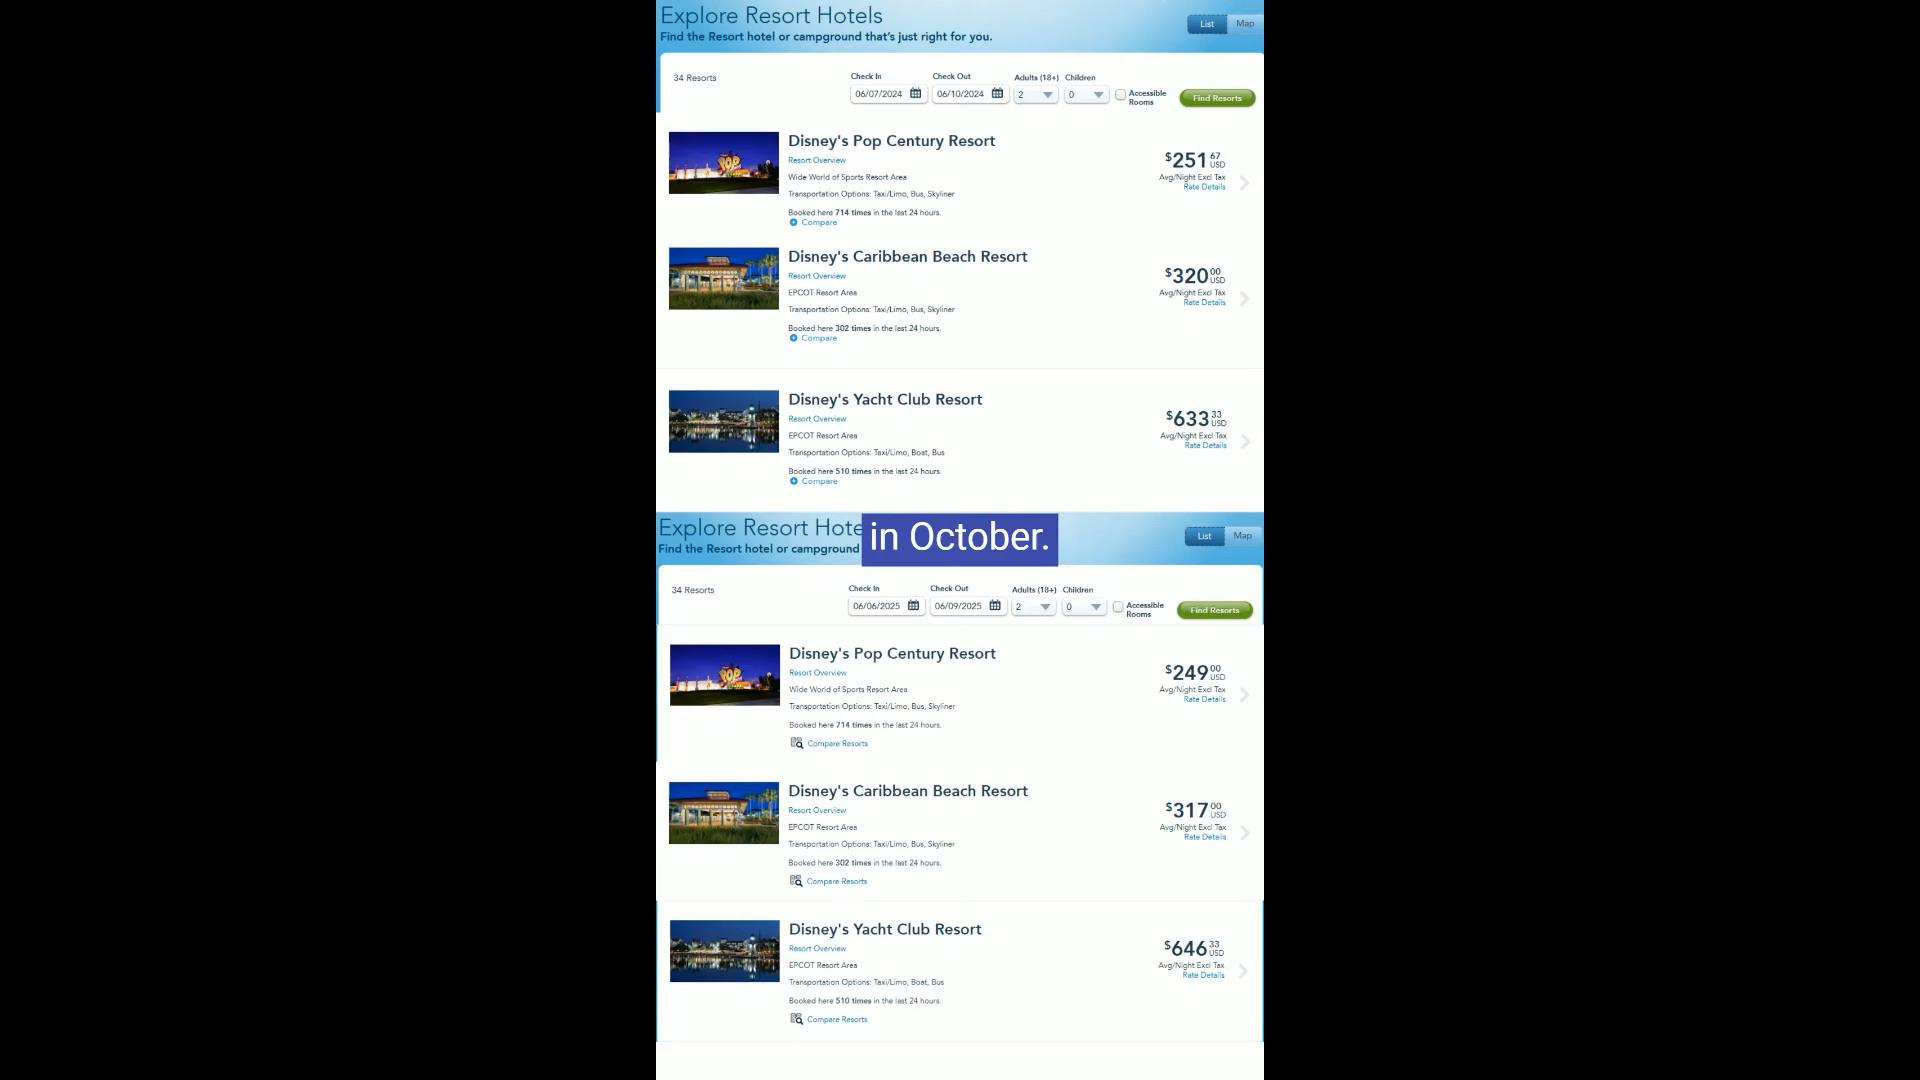 Explore Resort Hotels
Find the Resort hotel or campground that's just right for you.
List Map
34 Resorts
Check In Check Out Adults (18+) Children
06/07/2024 06/10/2024 2 0 Accessible Rooms Find Resorts
POP
Disney's Pop Century Resort
Resort Overview
Wide World of Sports Resort Area
Transportation Options: Taxi/Limo, Bus, Skyliner
Booked here 714 times in the last 24 hours.
Compare
$251 67 USD
Avg/Night Excl Tax
Rate Details
Disney's Caribbean Beach Resort
Resort Overview
EPCOT Resort Area
Transportation Options: Taxi/Limo, Bus, Skyliner
Booked here 302 times in the last 24 hours.
Compare
$320 00 USD
Avg/Night Excl Tax
Rate Details
Disney's Yacht Club Resort
Resort Overview
EPCOT Resort Area
Transportation Options: Taxi/Limo, Boat, Bus
Booked here 510 times in the last 24 hours.
Compare
$633 33 USD
Avg/Night Excl Tax
Rate Details
Explore Resort Hote
Find the Resort hotel or campground
in October.
List Map
34 Resorts
Check In Check Out Adults (18+) Children
06/06/2025 06/09/2025 2 0 Accessible Rooms Find Resorts
POP
Disney's Pop Century Resort
Resort Overview
Wide World of Sports Resort Area
Transportation Options: Taxi/Limo, Bus, Skyliner
Booked here 714 times in the last 24 hours.
Compare Resorts
$249 00 USD
Avg/Night Excl Tax
Rate Details
Disney's Caribbean Beach Resort
Resort Overview
EPCOT Resort Area
Transportation Options: Taxi/Limo, Bus, Skyliner
Booked here 302 times in the last 24 hours.
Compare Resorts
$317 00 USD
Avg/Night Excl Tax
Rate Details
Disney's Yacht Club Resort
Resort Overview
EPCOT Resort Area
Transportation Options: Taxi/Limo, Boat, Bus
Booked here 510 times in the last 24 hours.
Compare Resorts
$646 33 USD
Avg/Night Excl Tax
Rate Details